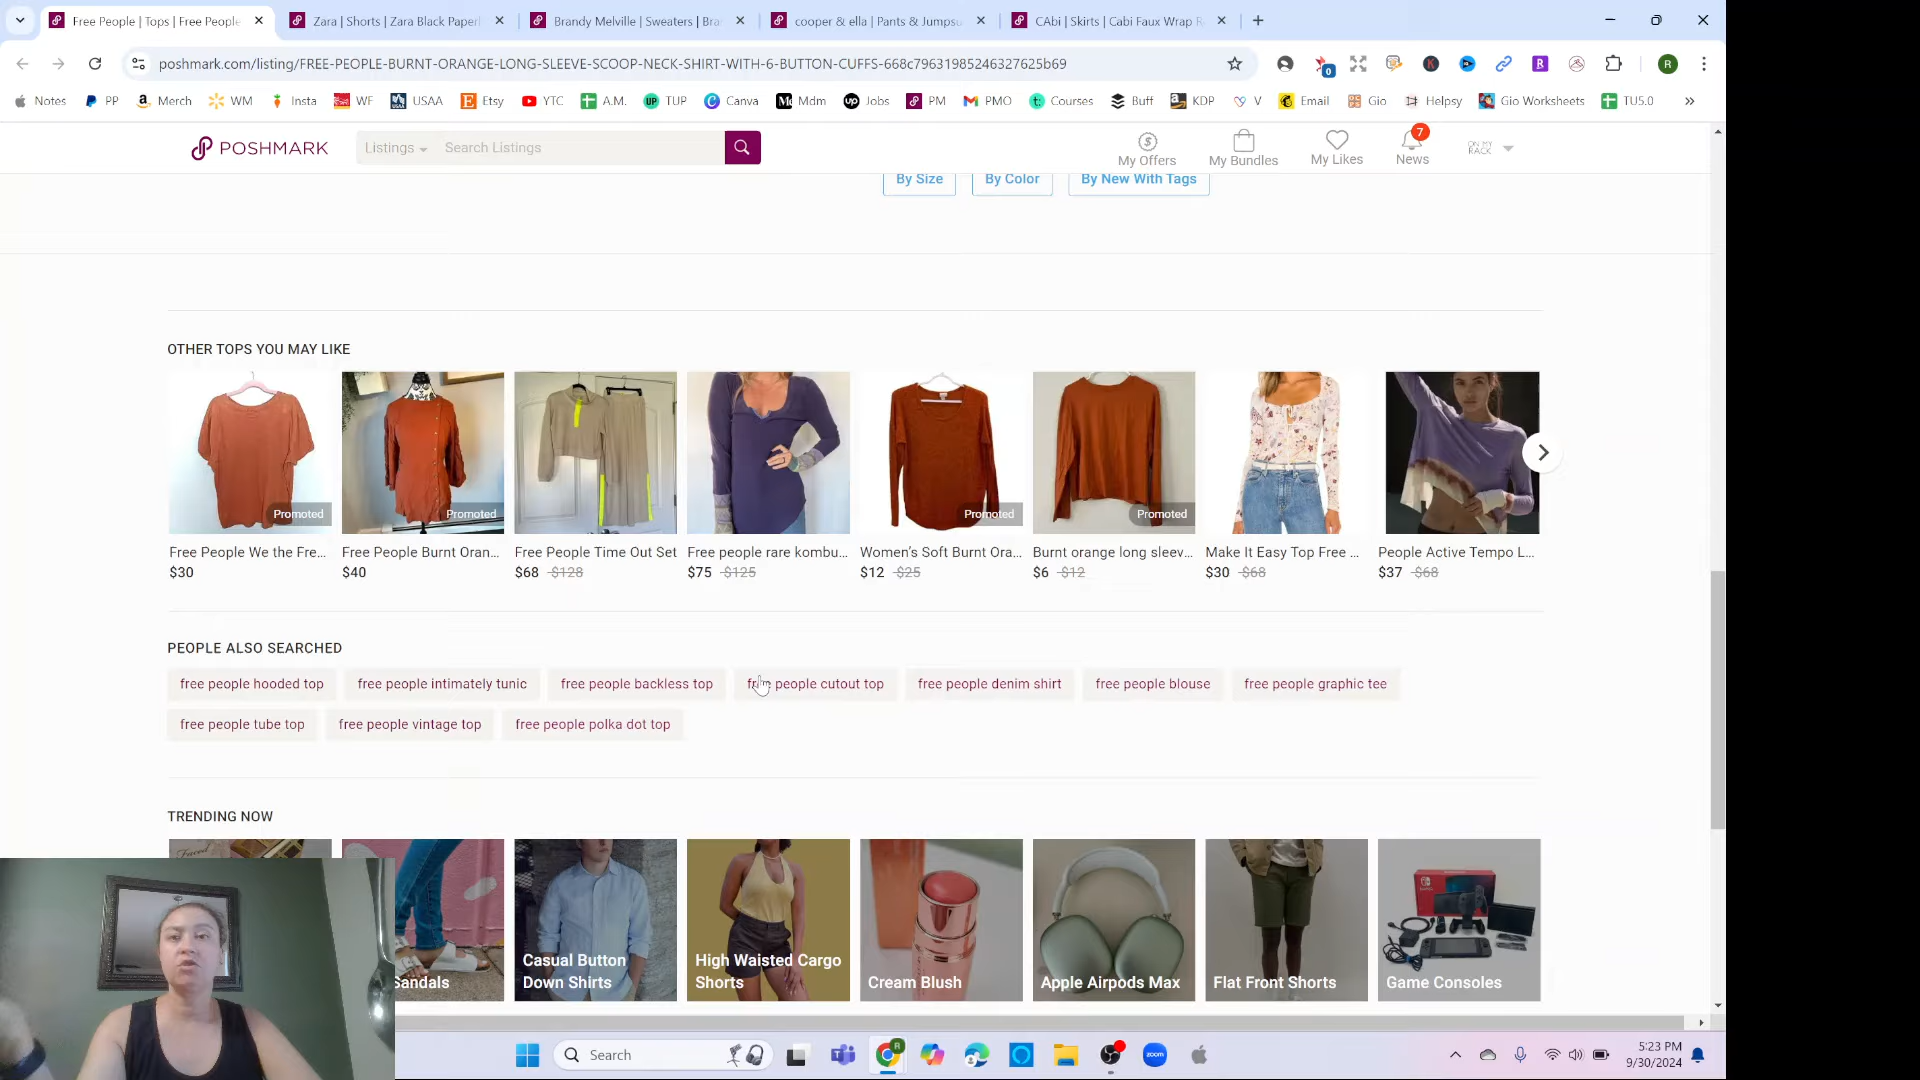 Free People | Tops | Free People
Zara | Shorts | Zara Black Paper
Brandy Melville | Sweaters | Bra
cooper & ella | Pants & Jumpsu
CAbi | Skirts | Cabi Faux Wrap
poshmark.com/listing/FREE-PEOPLE-BURNT-ORANGE-LONG-SLEEVE-SCOOP-NECK-SHIRT-WITH-6-BUTTON-CUFFS-668c79631985246327625b69
0
R
R
Notes PP Merch WM Insta WF USAA Etsy YTC A.M. TUP Canva Mdm Jobs PM PMO Courses Buff KDP V Email Gio Helpsy Gio Worksheets TU5.0
POSHMARK
Listings
Search Listings
My Offers
My Bundles
My Likes
7
News
ON MY
RACK
By Size
By Color
By New With Tags
OTHER TOPS YOU MAY LIKE
Promoted
Promoted
Promoted
Promoted
Free People We the Fre...
Free People Burnt Oran...
Free People Time Out Set
Free people rare kombu...
Women's Soft Burnt Ora...
Burnt orange long sleev...
Make It Easy Top Free ...
People Active Tempo L...
$30
$40
$68 $128
$75 $125
$12 $25
$6 $12
$30 $68
$37 $68
PEOPLE ALSO SEARCHED
free people hooded top
free people intimately tunic
free people backless top
free people cutout top
free people denim shirt
free people blouse
free people graphic tee
free people tube top
free people vintage top
free people polka dot top
TRENDING NOW
Sandals
Casual Button
Down Shirts
High Waisted Cargo
Shorts
Cream Blush
Apple Airpods Max
Flat Front Shorts
Game Consoles
Search
R
zoom
5:23 PM
9/30/2024